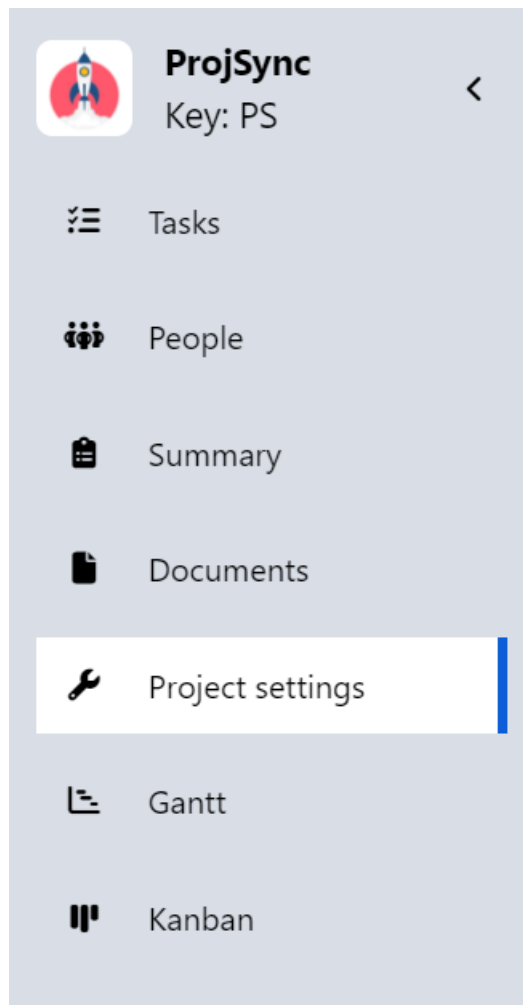 ProjSync
Key: PS
Tasks
People
Summary
Documents
Project settings
Gantt
Kanban